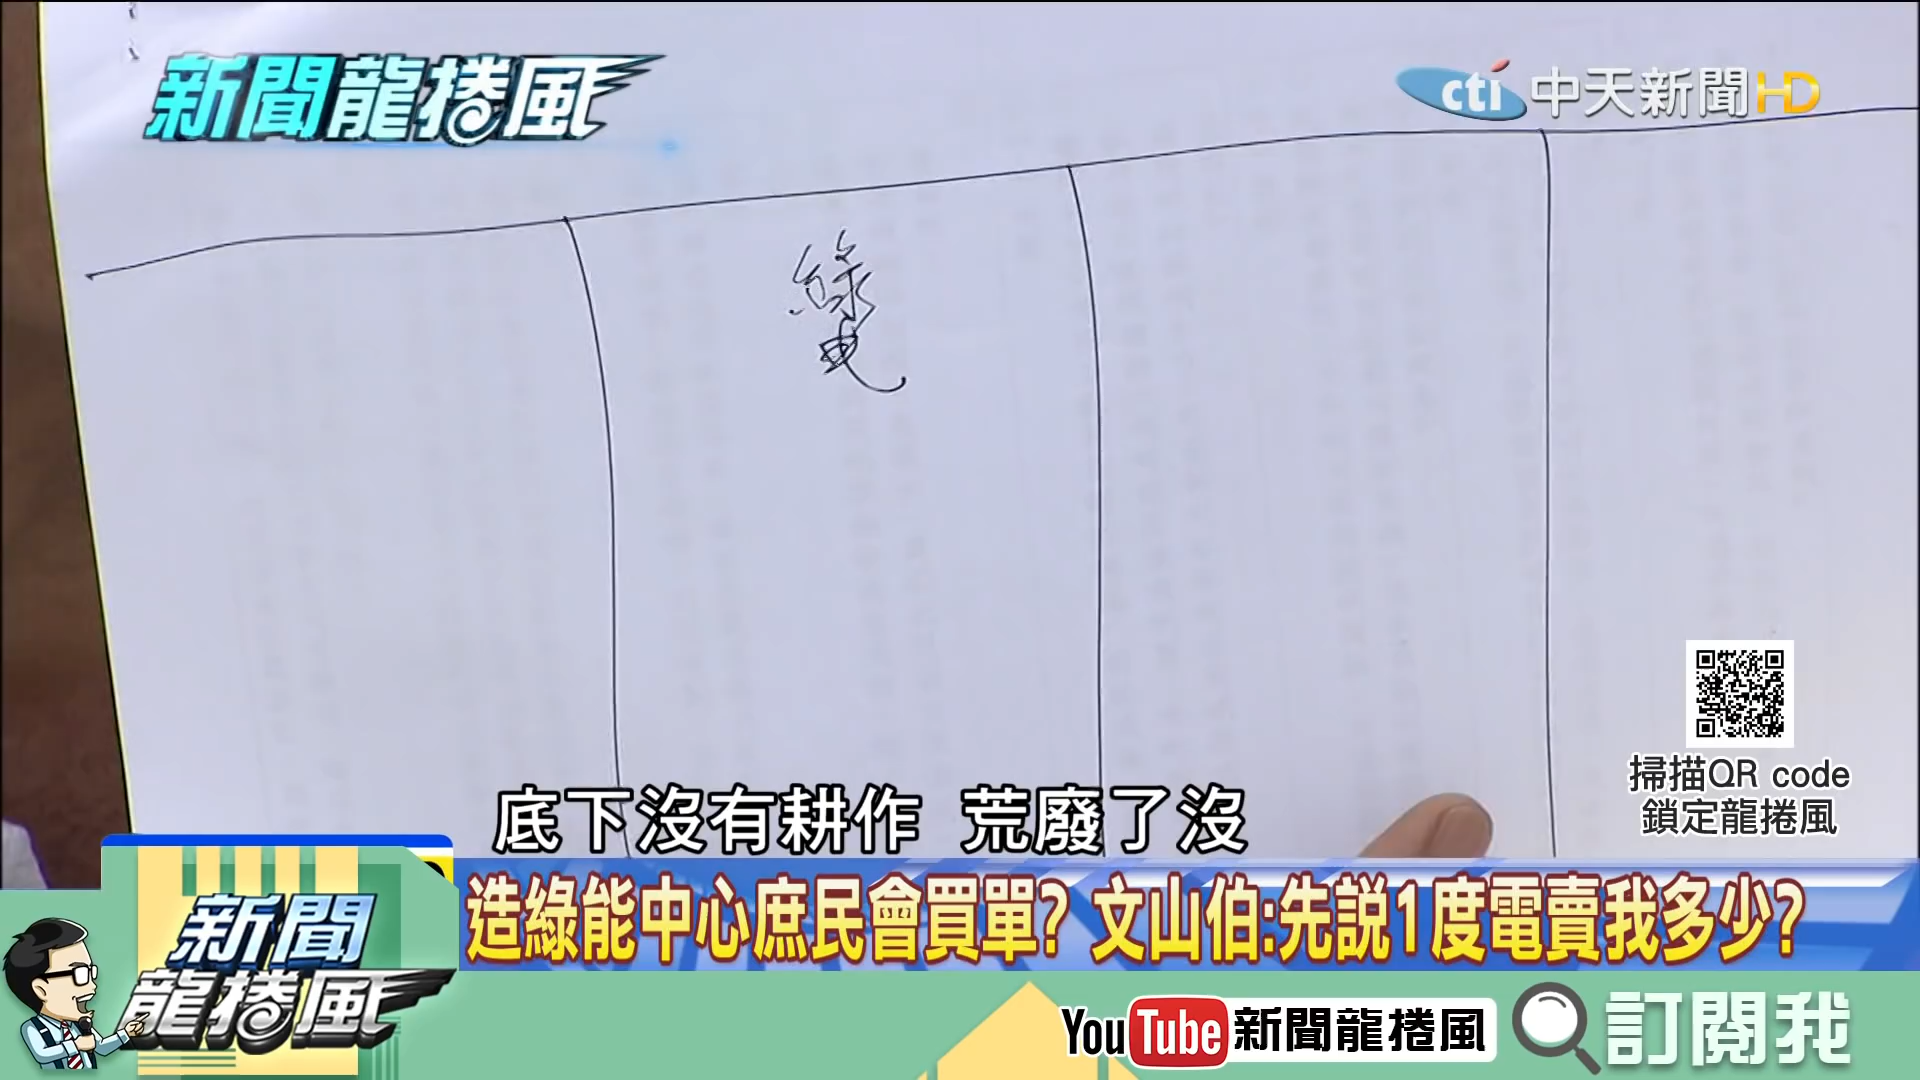 新聞龍捲風
cti 中天新聞HD
綠
电
掃描QR code
鎖定龍捲風
底下沒有耕作 荒廢了沒
造綠能中心庶民會買單? 文山伯:先說1度電賣我多少?
新聞
龍捲風
YouTube 新聞龍捲風 訂閱我